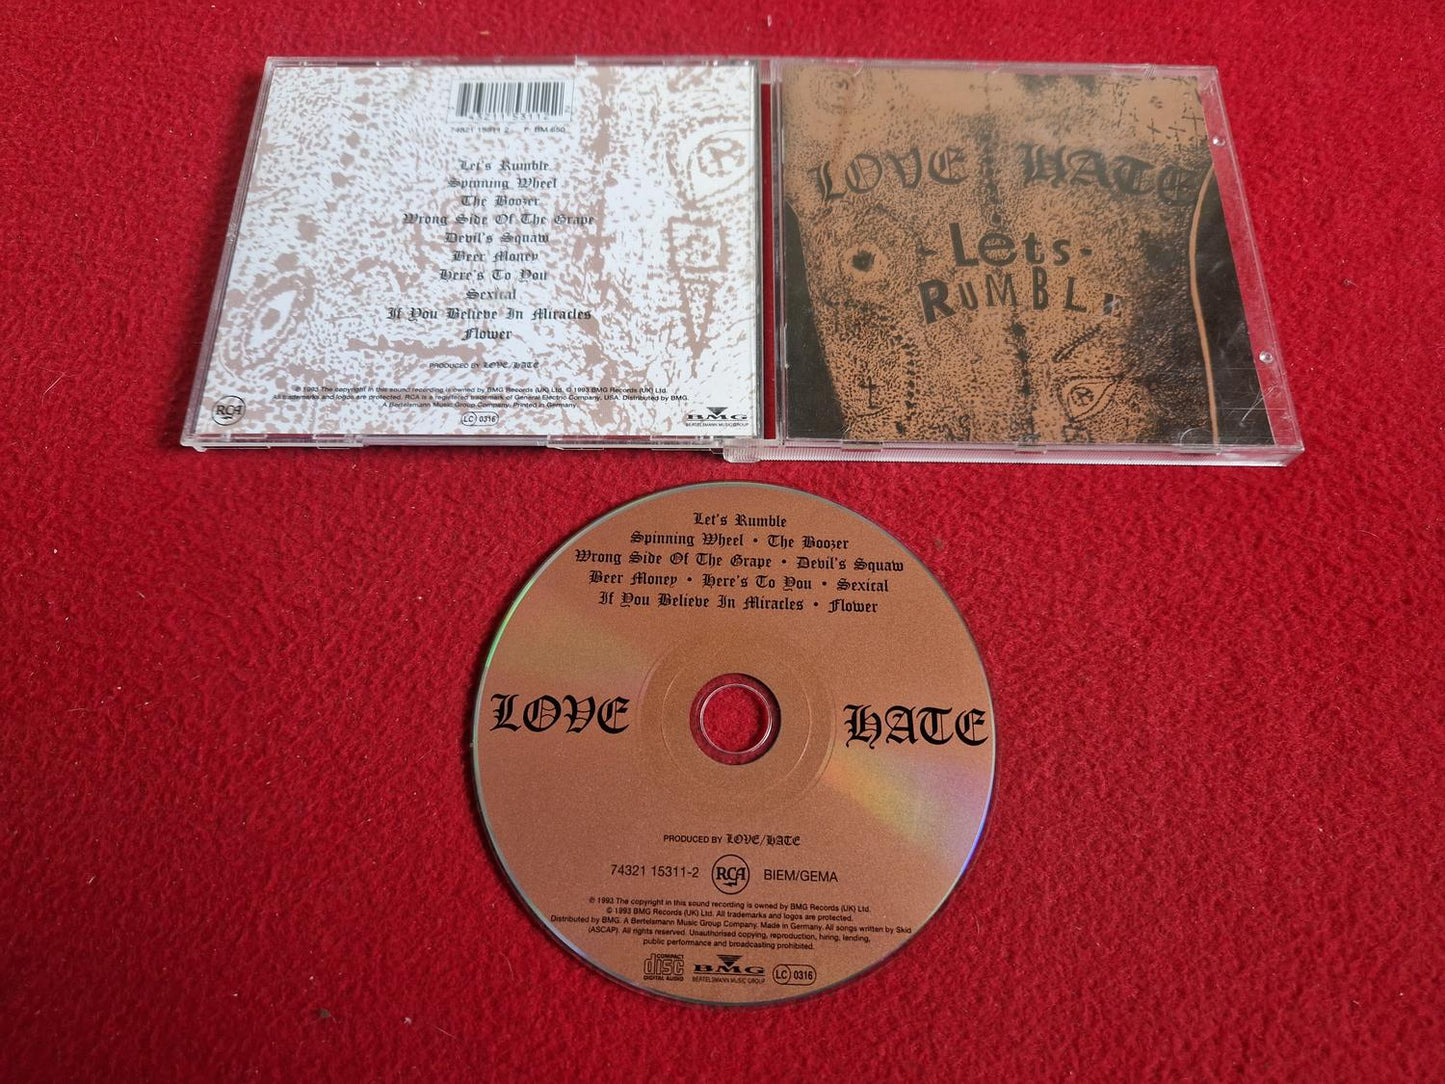 74321 15311 2 F: BM 650
Let's Rumble
Spinning Wheel
The Boozer
Wrong Side Of The Grape
Devil's Squaw
Beer Money
Here's To You
Sexical
If You Believe In Miracles
Flower
PRODUCED BY LOVE/HATE
℗ 1993 The copyright in this sound recording is owned by BMG Records (UK) Ltd. © 1993 BMG Records (UK) Ltd.
All trademarks and logos are protected. RCA is a registered trademark of General Electric Company, USA. Distributed by BMG.
A Bertelsmann Music Group Company. Printed in Germany.
RCA
LC 0316
BMG
BERTELSMANN MUSIC GROUP
LOVE HATE
-Lets-
RUMBLE
Let's Rumble
Spinning Wheel • The Boozer
Wrong Side Of The Grape • Devil's Squaw
Beer Money • Here's To You • Sexical
If You Believe In Miracles • Flower
LOVE HATE
PRODUCED BY LOVE/HATE
74321 15311-2 RCA BIEM/GEMA
℗ 1993 The copyright in this sound recording is owned by BMG Records (UK) Ltd.
© 1993 BMG Records (UK) Ltd. All trademarks and logos are protected.
Distributed by BMG. A Bertelsmann Music Group Company. Made in Germany. All songs written by Skid
(ASCAP). All rights reserved. Unauthorised copying, reproduction, hiring, lending,
public performance and broadcasting prohibited.
COMPACT disc DIGITAL AUDIO BMG BERTELSMANN MUSIC GROUP LC 0316